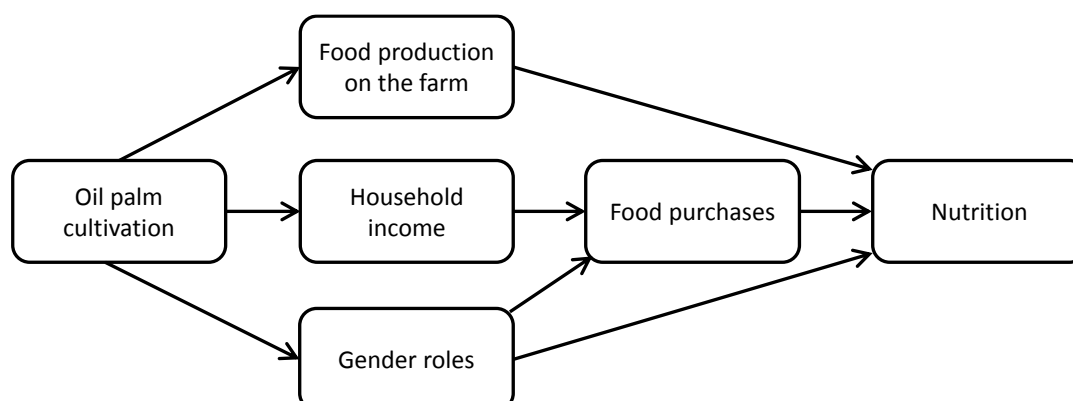 Food production
on the farm
Oil palm
cultivation
Household
income
Food purchases
Nutrition
Gender roles